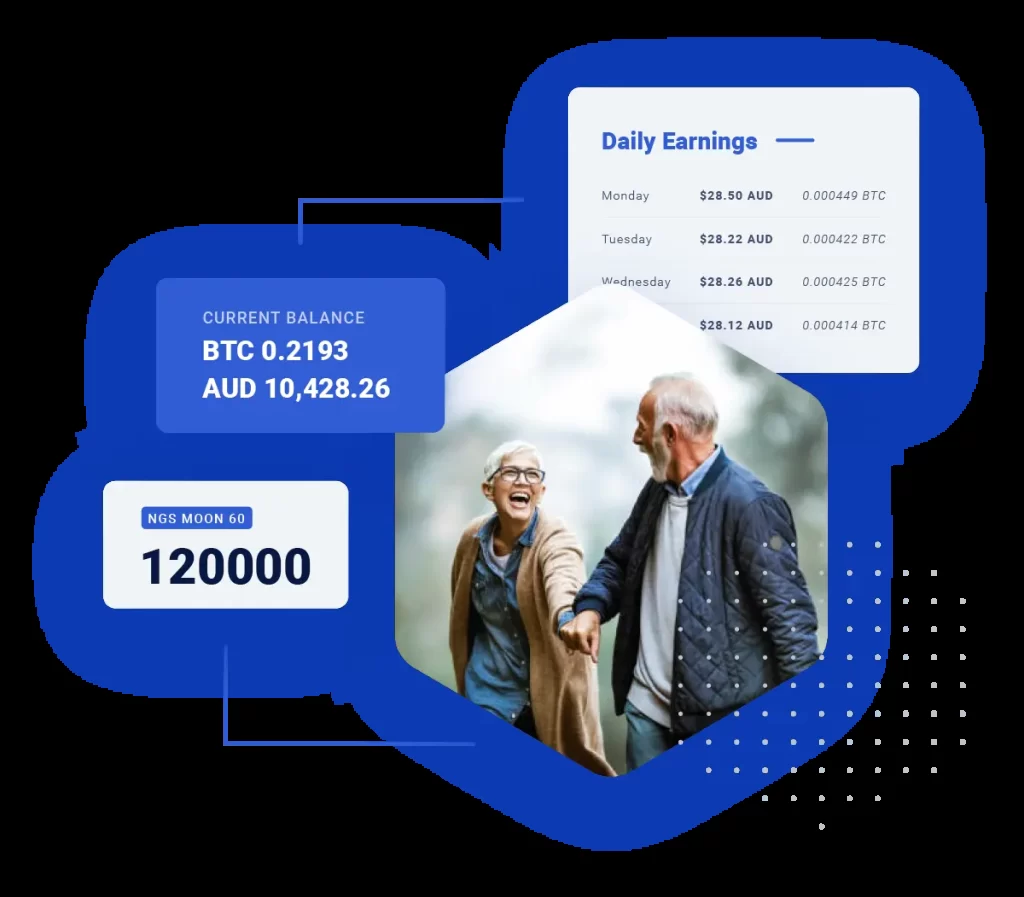 Daily Earnings
Monday $28.50 AUD 0.000449 BTC
Tuesday $28.22 AUD 0.000422 BTC
Wednesday $28.26 AUD 0.000425 BTC
$28.12 AUD 0.000414 BTC
CURRENT BALANCE
BTC 0.2193
AUD 10,428.26
NGS MOON 60
120000